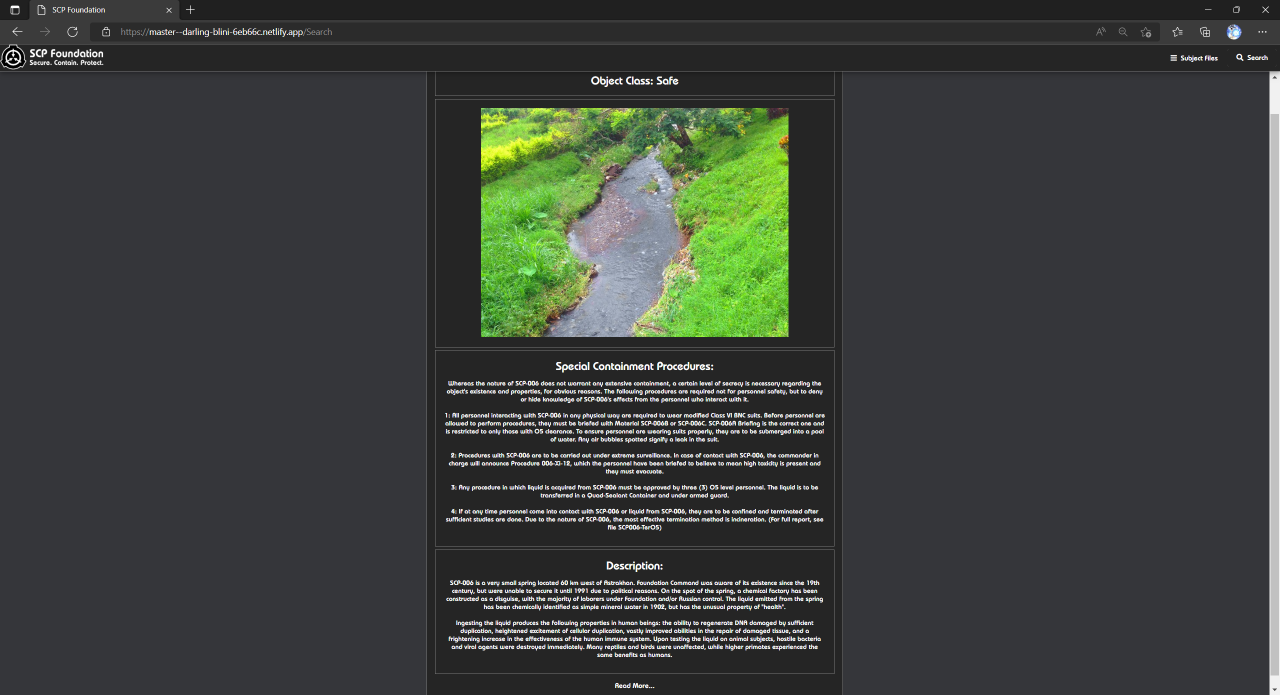 SCP Foundation
https://master--darling-blini-6eb66c.netlify.app/Search
SCP Foundation
Secure. Contain. Protect.
Subject Files
Search
Object Class: Safe
Special Containment Procedures:
Whereas the nature of SCP-006 does not warrant any extensive containment, a certain level of secrecy is necessary regarding the
object's existence and properties, for obvious reasons. The following procedures are required not for personnel safety, but to deny
or hide knowledge of SCP-006's effects from the personnel who interact with it.
1: All personnel interacting with SCP-006 in any physical way are required to wear modified Class VI BNC suits. Before personnel are
allowed to perform procedures, they must be briefed with Material SCP-006B or SCP-006C. SCP-006A Briefing is the correct one and
is restricted to only those with O5 clearance. To ensure personnel are wearing suits properly, they are to be submerged into a pool
of water. Any air bubbles spotted signify a leak in the suit.
2: Procedures with SCP-006 are to be carried out under extreme surveillance. In case of contact with SCP-006, the commander in
charge will announce Procedure 006-XI-12, which the personnel have been briefed to believe to mean high toxicity is present and
they must evacuate.
3: Any procedure in which liquid is acquired from SCP-006 must be approved by three (3) O5 level personnel. The liquid is to be
transferred in a Quad-Sealant Container and under armed guard.
4: If at any time personnel come into contact with SCP-006 or liquid from SCP-006, they are to be confined and terminated after
sufficient studies are done. Due to the nature of SCP-006, the most effective termination method is incineration. (For full report, see
file SCP006-TerO5)
Description:
SCP-006 is a very small spring located 60 km west of Astrakhan. Foundation Command was aware of its existence since the 19th
century, but were unable to secure it until 1991 due to political reasons. On the spot of the spring, a chemical factory has been
constructed as a disguise, with the majority of laborers under Foundation and/or Russian control. The liquid emitted from the spring
has been chemically identified as simple mineral water in 1902, but has the unusual property of "health".
Ingesting the liquid produces the following properties in human beings: the ability to regenerate DNA damaged by sufficient
duplication, heightened excitement of cellular duplication, vastly improved abilities in the repair of damaged tissue, and a
frightening increase in the effectiveness of the human immune system. Upon testing the liquid on animal subjects, hostile bacteria
and viral agents were destroyed immediately. Many reptiles and birds were unaffected, while higher primates experienced the
same benefits as humans.
Read More...